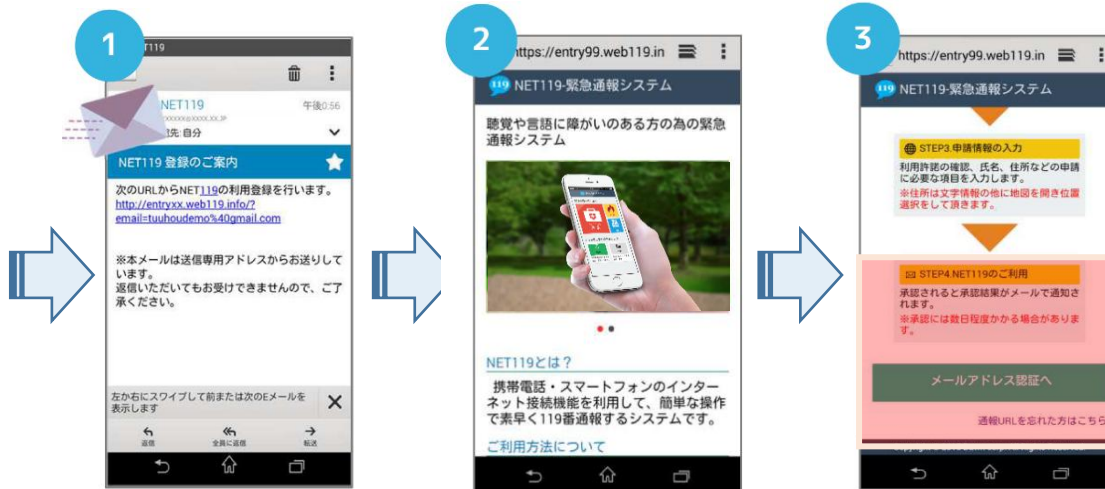 1
119
NET119
午後0:56
宛先: 自分
NET119 登録のご案内
次のURLからNET119の利用登録を行います。
http://entryxx.web119.info/?
email=tuuhoudemo%40gmail.com
※本メールは送信専用アドレスからお送りして
います。
返信いただいてもお受けできませんので、ご了
承ください。
左か右にスワイプして前または次のEメールを
表示します
返信
全員に返信
転送
2
https://entry99.web119.in
119 NET119-緊急通報システム
聴覚や言語に障がいのある方の為の緊急
通報システム
NET119とは？
携帯電話・スマートフォンのインター
ネット接続機能を利用して、簡単な操作
で素早く119番通報するシステムです。
ご利用方法について
3
https://entry99.web119.in
119 NET119-緊急通報システム
STEP3.申請情報の入力
利用許諾の確認、氏名、住所などの申請
に必要な項目を入力します。
※住所は文字情報の他に地図を開き位置
選択をして頂きます。
STEP4.NET119のご利用
承認されると承認結果がメールで通知さ
れます。
※承認には数日程度かかる場合がありま
す。
メールアドレス認証へ
通報URLを忘れた方はこちら